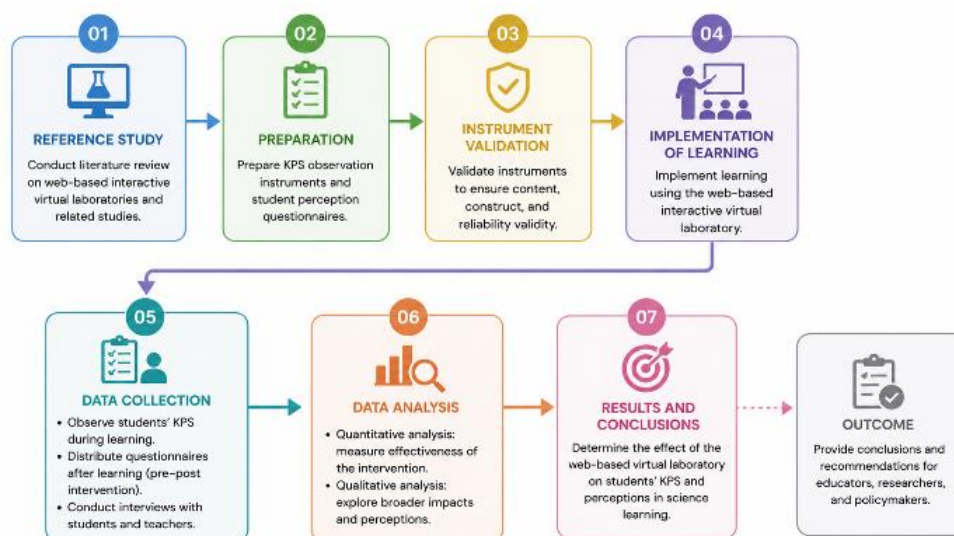 01
REFERENCE STUDY
Conduct literature review
on web-based interactive
virtual laboratories and
related studies.
02
PREPARATION
Prepare KPS observation
instruments and
student perception
questionnaires.
03
INSTRUMENT
VALIDATION
Validate instruments
to ensure content,
construct, and
reliability validity.
04
IMPLEMENTATION
OF LEARNING
Implement learning
using the web-based
interactive virtual
laboratory.
05
DATA COLLECTION
• Observe students' KPS
during learning.
• Distribute questionnaires
after learning (pre-post
intervention).
• Conduct interviews with
students and teachers.
06
DATA ANALYSIS
• Quantitative analysis:
measure effectiveness
of the intervention.
• Qualitative analysis:
explore broader impacts
and perceptions.
07
RESULTS AND
CONCLUSIONS
Determine the effect of the
web-based virtual laboratory
on students' KPS and
perceptions in science
learning.
OUTCOME
Provide conclusions and
recommendations for
educators, researchers,
and policymakers.